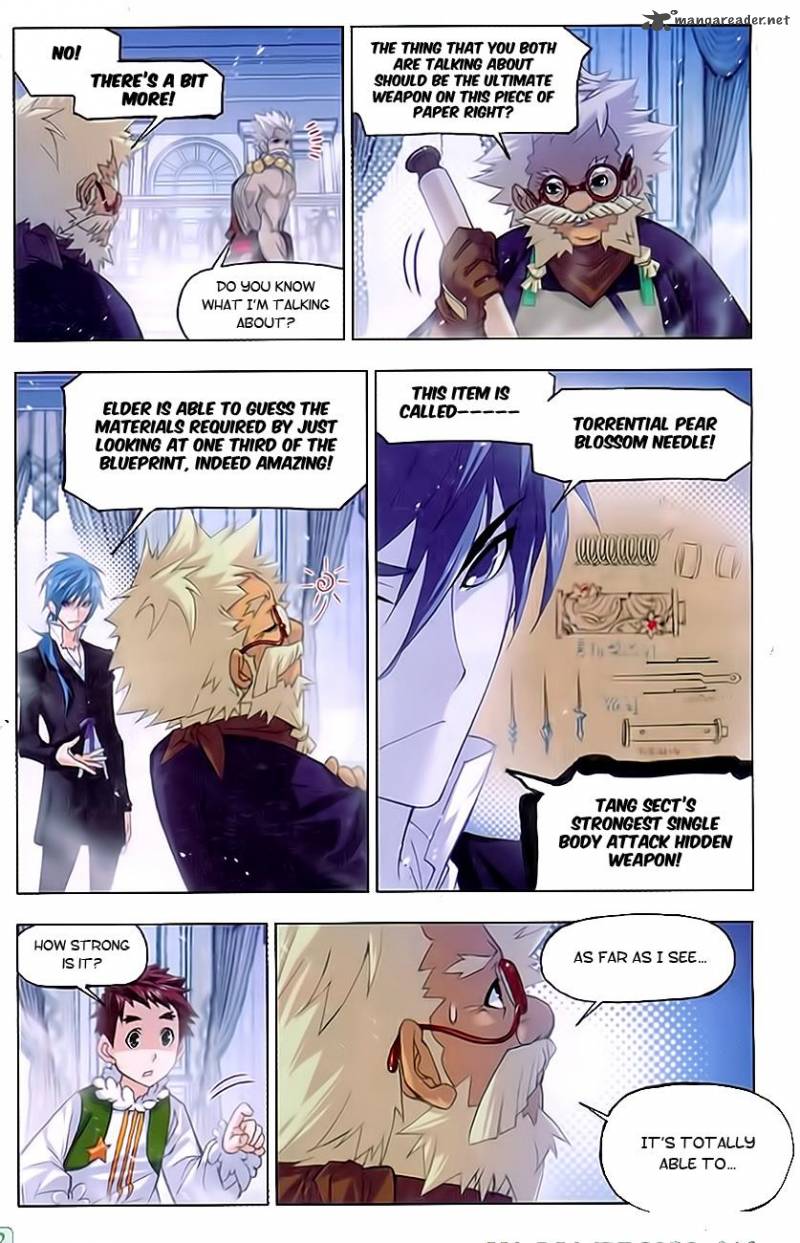 mangareader.net
NO!
THERE'S A BIT
MORE!
DO YOU KNOW
WHAT I'M TALKING
ABOUT?
THE THING THAT YOU BOTH
ARE TALKING ABOUT
SHOULD BE THE ULTIMATE
WEAPON ON THIS PIECE OF
PAPER RIGHT?
ELDER IS ABLE TO GUESS THE
MATERIALS REQUIRED BY JUST
LOOKING AT ONE THIRD OF THE
BLUEPRINT, INDEED AMAZING!
THIS ITEM IS
CALLED-----
TORRENTIAL PEAR
BLOSSOM NEEDLE!
TANG SECT'S
STRONGEST SINGLE
BODY ATTACK HIDDEN
WEAPON!
HOW STRONG
IS IT?
AS FAR AS I SEE...
IT'S TOTALLY
ABLE TO...